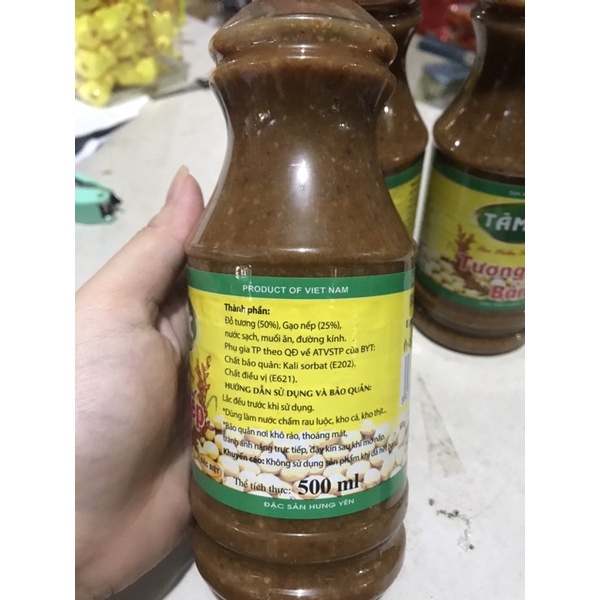 PRODUCT OF VIET NAM
Thành phần:
Đỗ tương (50%), Gạo nếp (25%),
nước sạch, muối ăn, đường kính.
Phụ gia TP theo QĐ về ATVSTP của BYT:
Chất bảo quản: Kali sorbat (E202).
Chất điều vị (E621).
HƯỚNG DẪN SỬ DỤNG VÀ BẢO QUẢN:
Lắc đều trước khi sử dụng.
*Dùng làm nước chấm rau luộc, kho cá, kho thịt..
*Bảo quản nơi khô ráo, thoáng mát,
tránh ánh nắng trực tiếp, đậy kín sau khi mở nắp.
Khuyến cáo: Không sử dụng sản phẩm khi đã hết hạn
Thể tích thực: 500 ml
ĐẶC SẢN HƯNG YÊN
TÂM
Tương
Bần